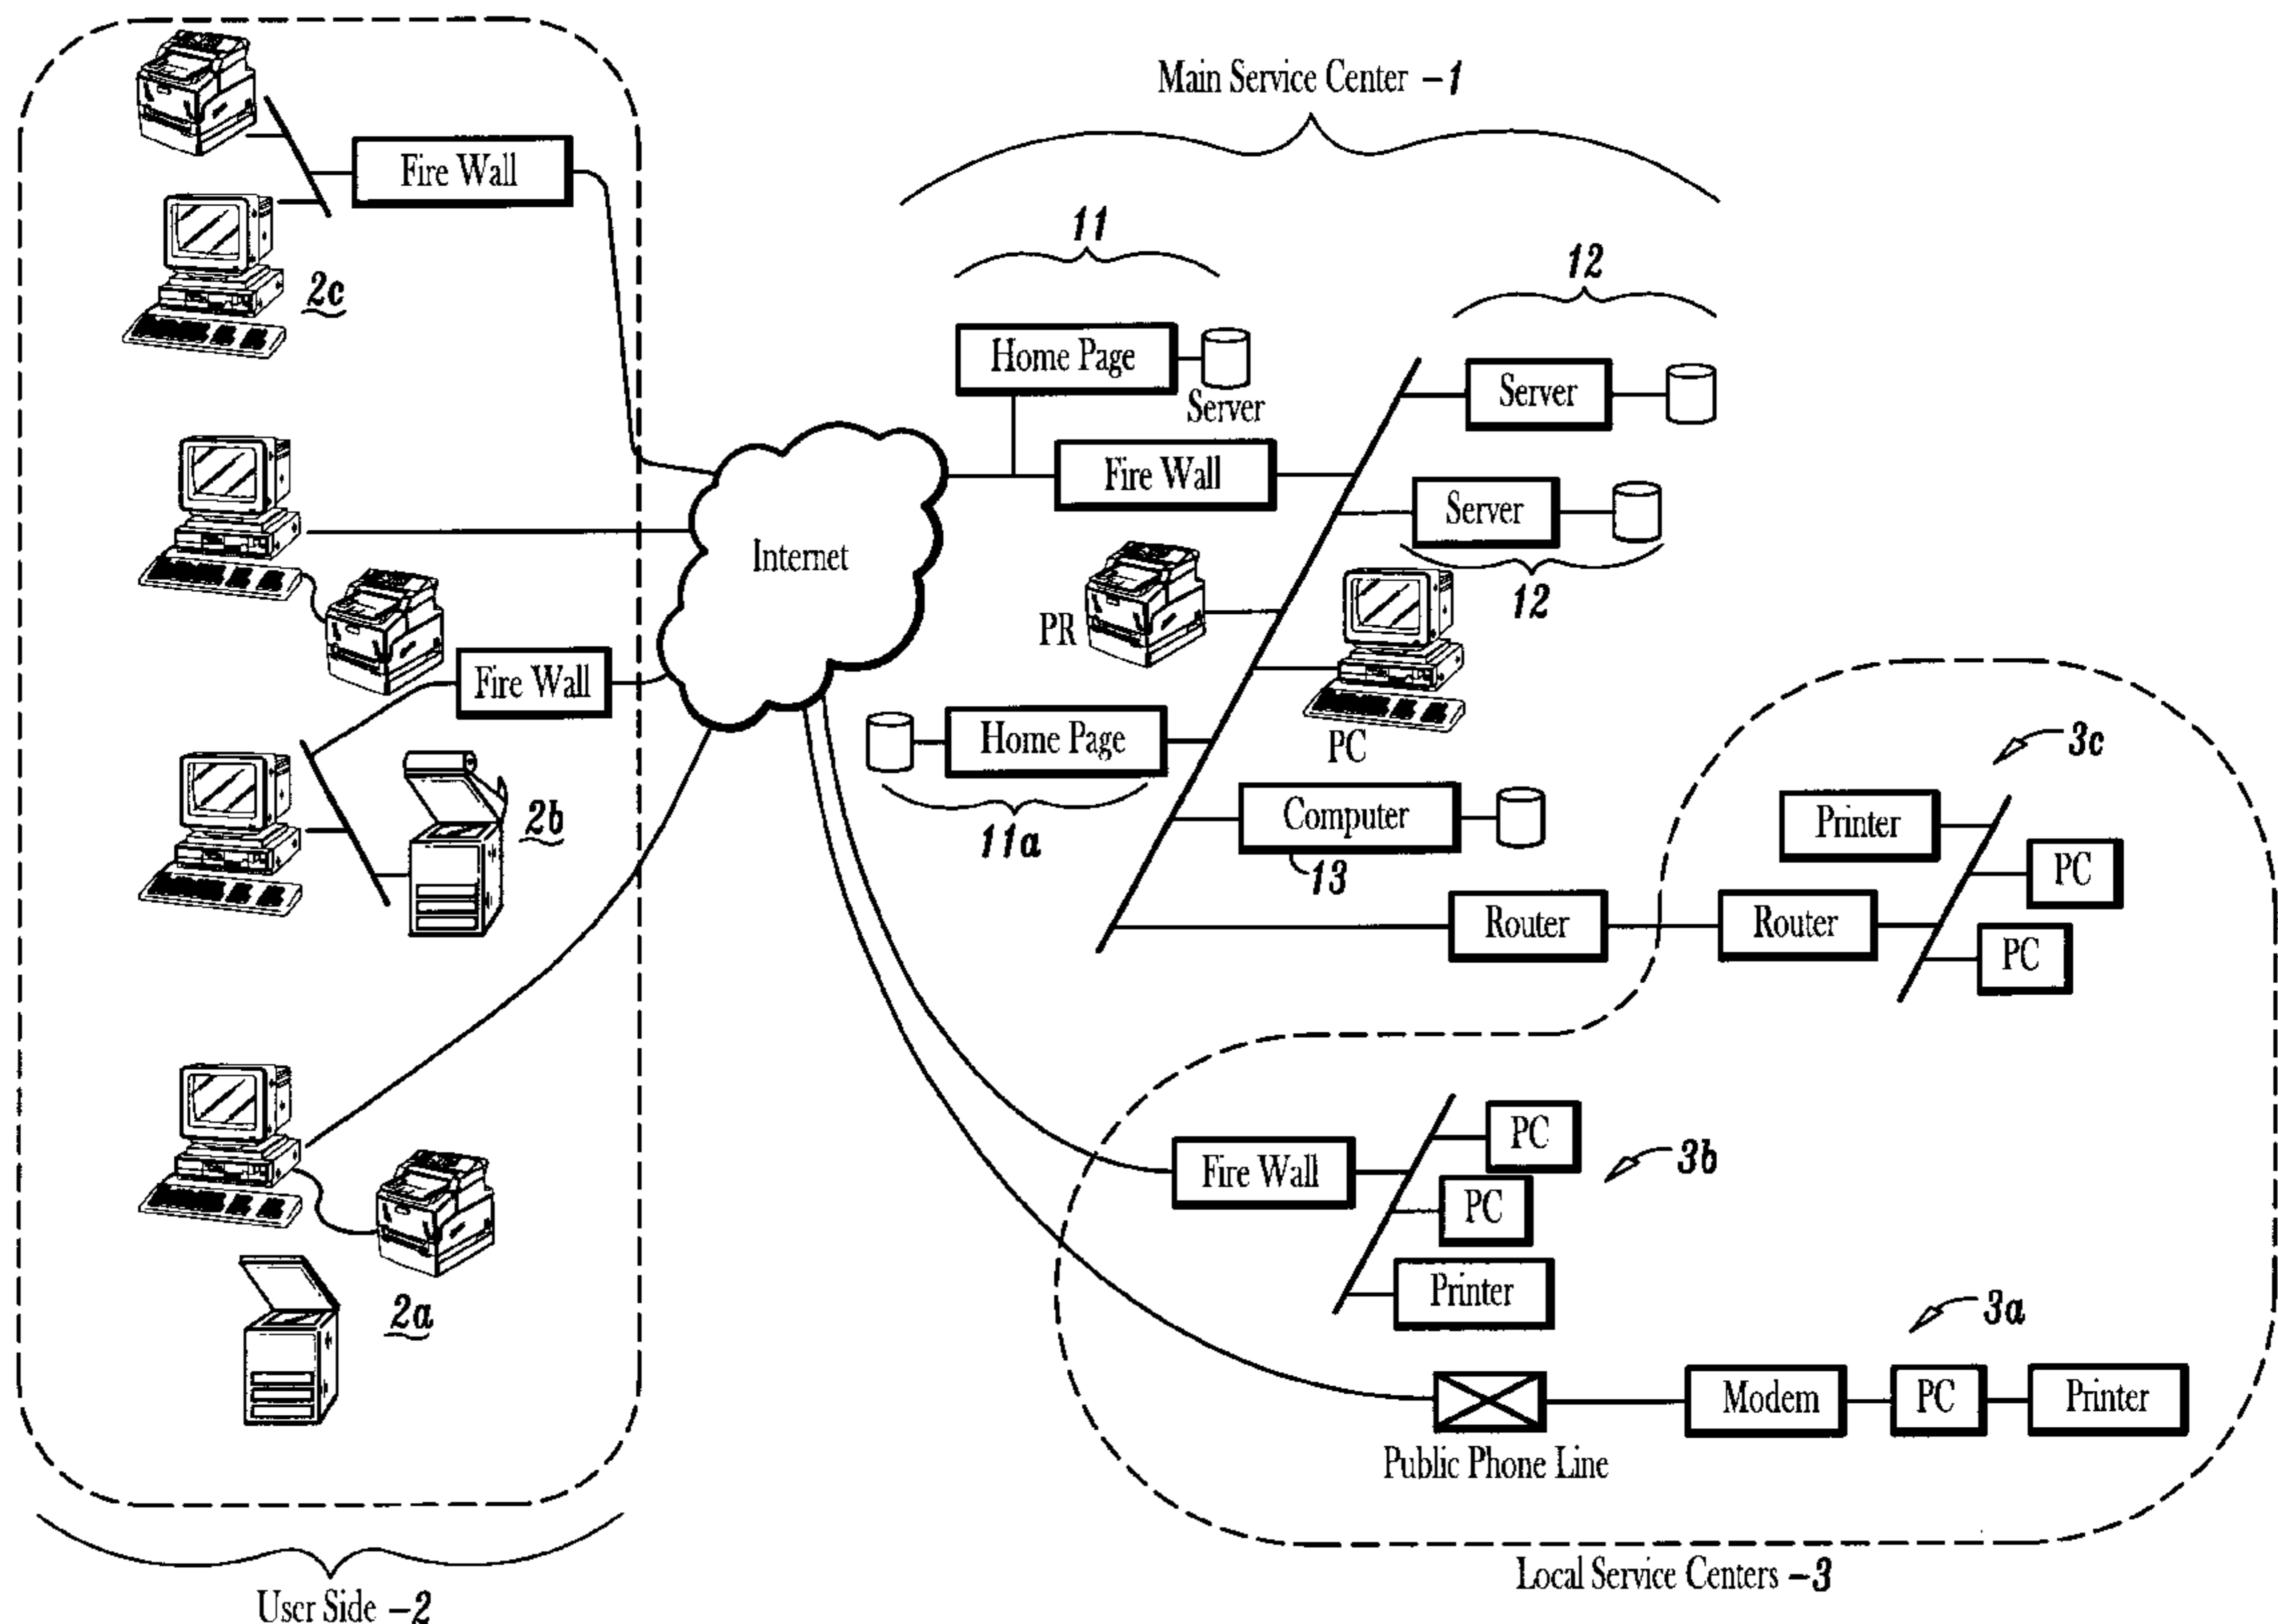 Main Service Center -1
Fire Wall
2c
11
12
Home Page
Server
Server
Fire Wall
Server
12
Internet
PR
PC
Fire Wall
Home Page
11a
2b
Computer
13
3c
Printer
PC
Router
Router
PC
Fire Wall
PC
3b
PC
Printer
2a
3a
Modem
PC
Printer
Public Phone Line
Local Service Centers -3
User Side -2